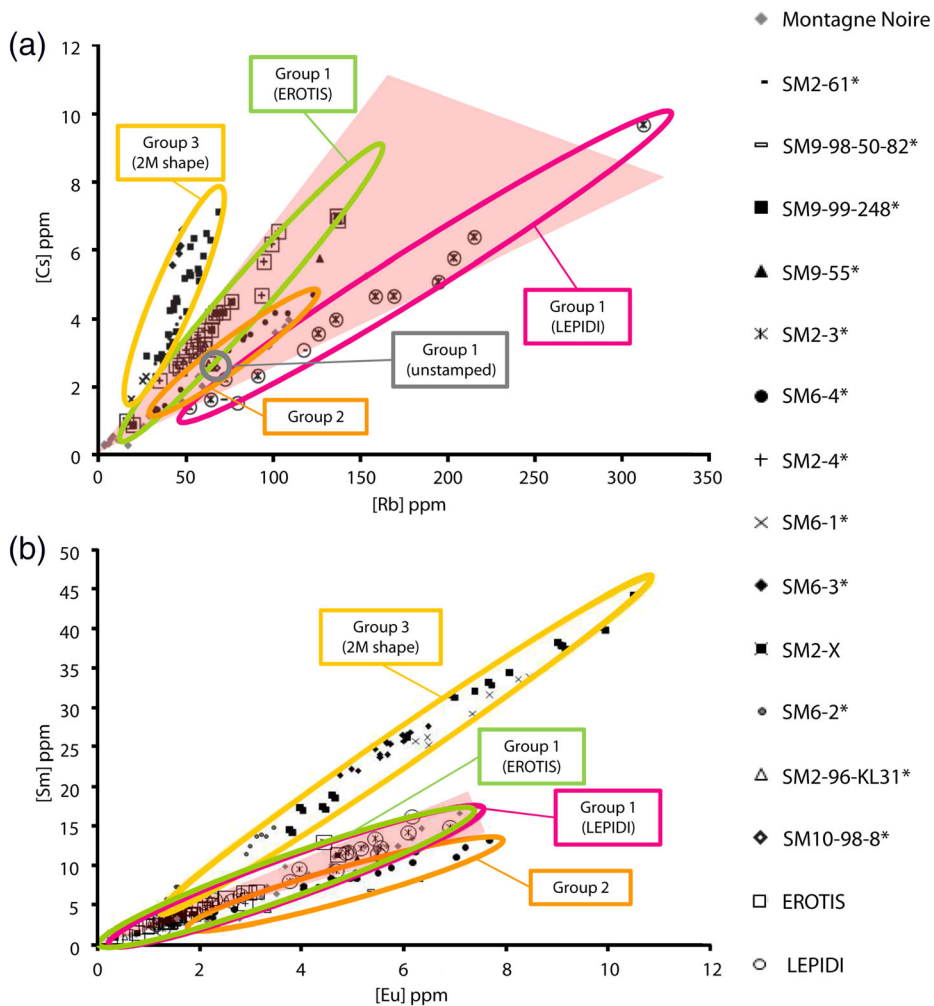 (a)
12
10
8
6
4
2
0
[Cs] ppm
0
50
100
150
200
250
300
350
[Rb] ppm
Group 1
(EROTIS)
Group 3
(2M shape)
Group 1
(LEPIDI)
Group 1
(unstamped)
Group 2
(b)
50
45
40
35
30
25
20
15
10
5
0
[Sm] ppm
0
2
4
6
8
10
12
[Eu] ppm
Group 3
(2M shape)
Group 1
(EROTIS)
Group 1
(LEPIDI)
Group 2
Montagne Noire
SM2-61*
SM9-98-50-82*
SM9-99-248*
SM9-55*
SM2-3*
SM6-4*
SM2-4*
SM6-1*
SM6-3*
SM2-X
SM6-2*
SM2-96-KL31*
SM10-98-8*
EROTIS
LEPIDI